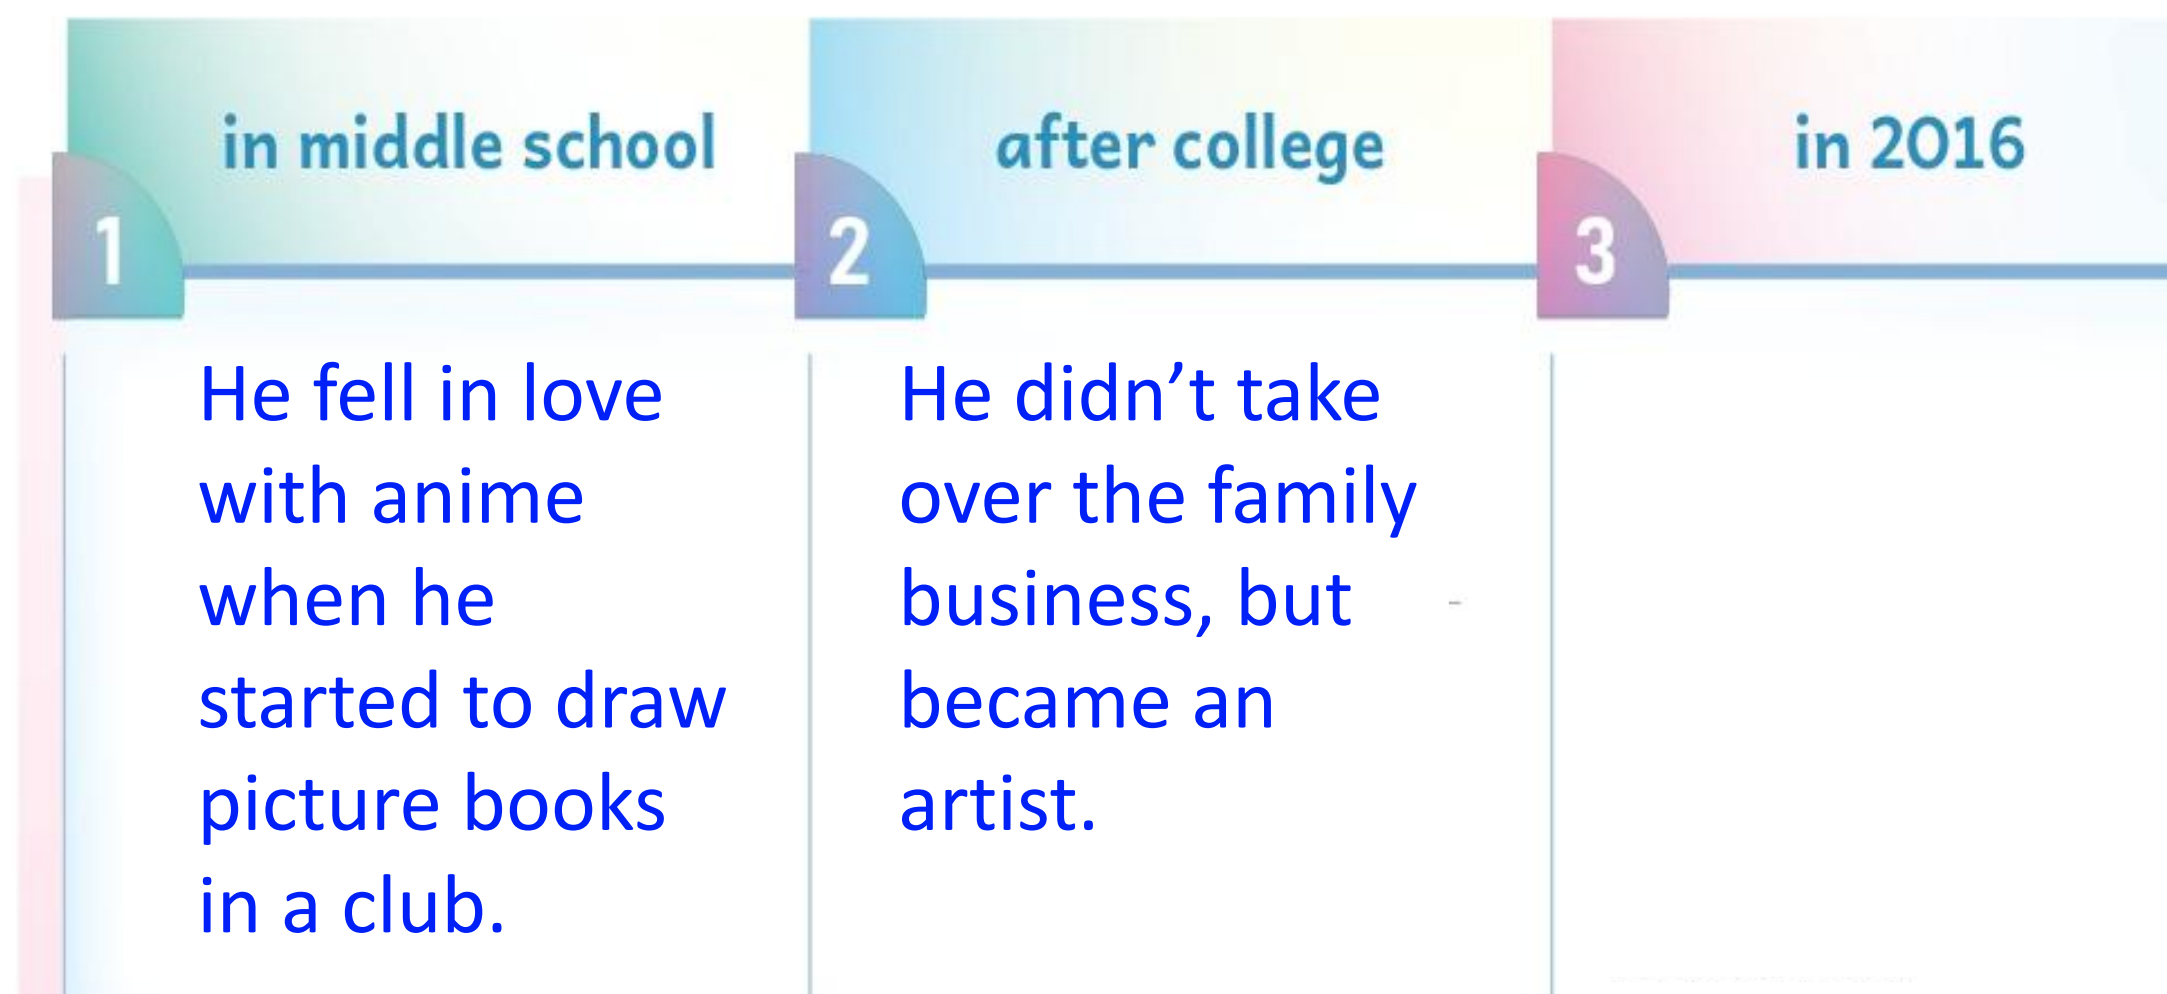 in middle school
after college
in 2016
1
2
3
He fell in love
with anime
when he
started to draw
picture books
in a club.
He didn’t take
over the family
business, but
became an
artist.